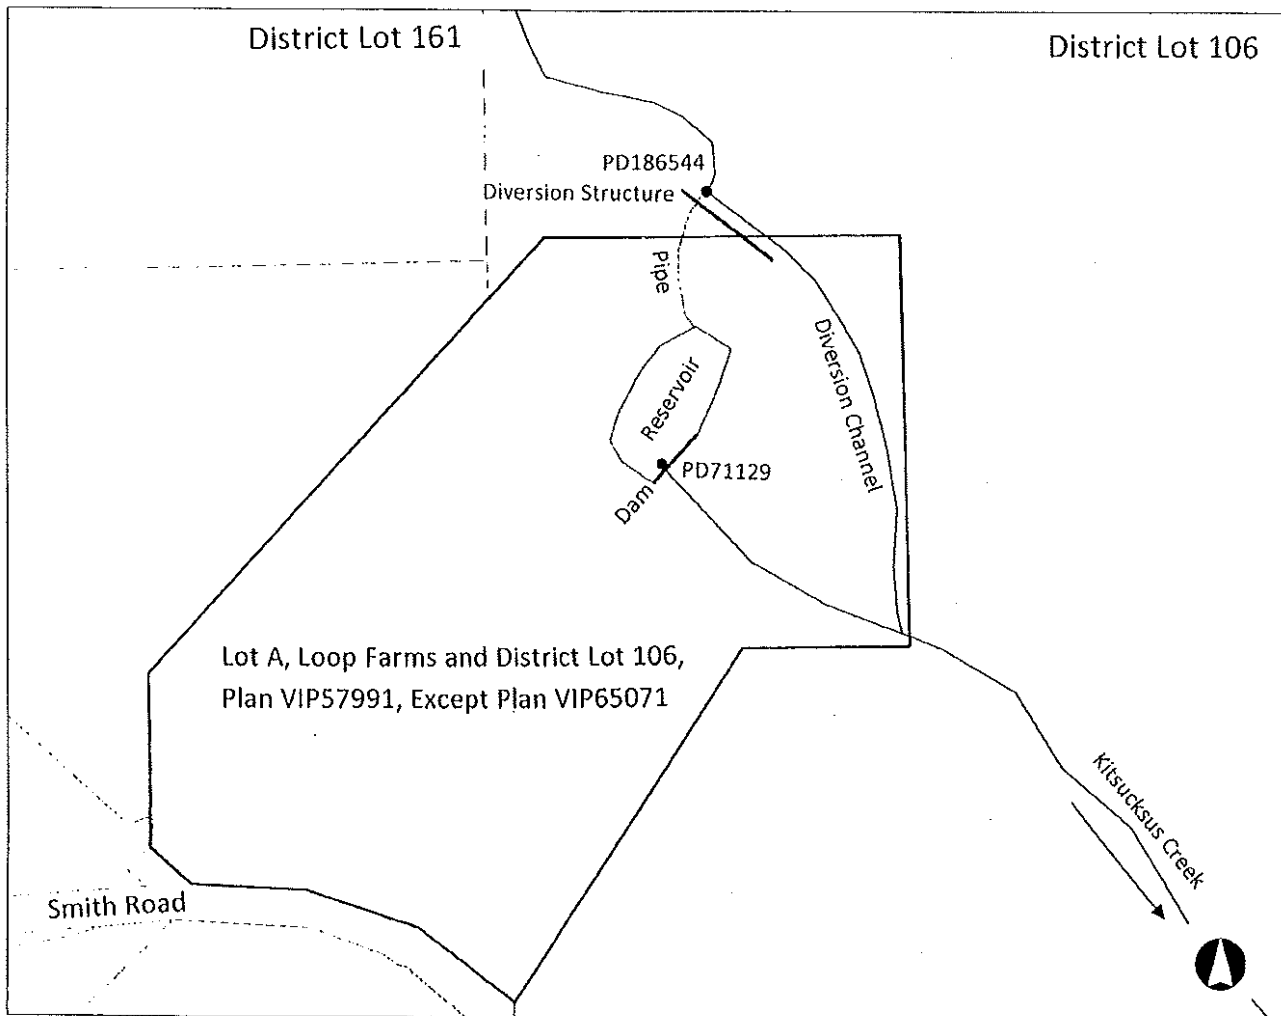 District Lot 161
District Lot 106
PD186544
Diversion Structure
Pipe
Diversion Channel
Reservoir
PD71129
Dam
Lot A, Loop Farms and District Lot 106,
Plan VIP57991, Except Plan VIP65071
Kitsucksus Creek
Smith Road